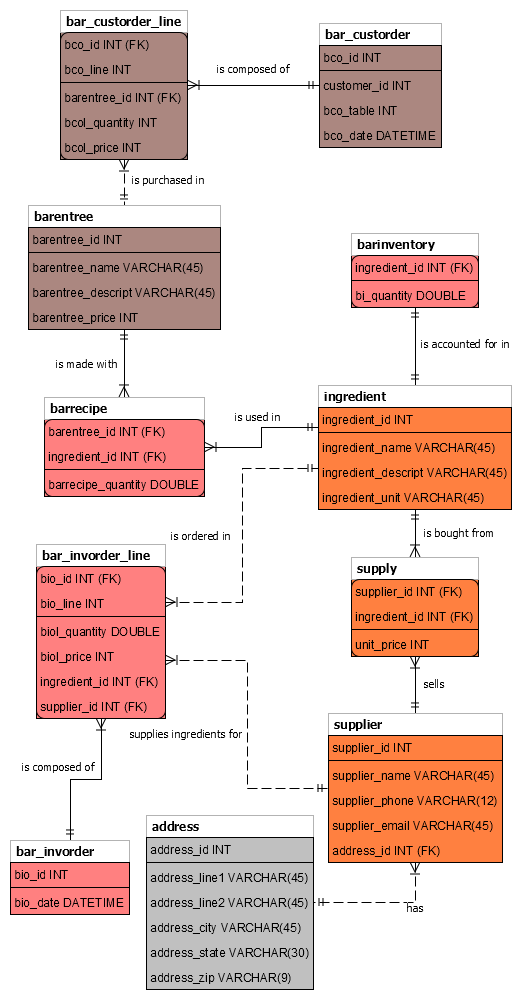 bar_custorder_line
bco_id INT (FK)
bco_line INT
barentree_id INT (FK)
bcol_quantity INT
bcol_price INT
is composed of
bar_custorder
bco_id INT
customer_id INT
bco_table INT
bco_date DATETIME
is purchased in
barentree
barentree_id INT
barentree_name VARCHAR(45)
barentree_descript VARCHAR(45)
barentree_price INT
barinventory
ingredient_id INT (FK)
bi_quantity DOUBLE
is accounted for in
is made with
barrecipe
barentree_id INT (FK)
ingredient_id INT (FK)
barrecipe_quantity DOUBLE
is used in
ingredient
ingredient_id INT
ingredient_name VARCHAR(45)
ingredient_descript VARCHAR(45)
ingredient_unit VARCHAR(45)
is ordered in
is bought from
bar_invorder_line
bio_id INT (FK)
bio_line INT
biol_quantity DOUBLE
biol_price INT
ingredient_id INT (FK)
supplier_id INT (FK)
supply
supplier_id INT (FK)
ingredient_id INT (FK)
unit_price INT
sells
supplies ingredients for
supplier
supplier_id INT
supplier_name VARCHAR(45)
supplier_phone VARCHAR(12)
supplier_email VARCHAR(45)
address_id INT (FK)
is composed of
bar_invorder
bio_id INT
bio_date DATETIME
address
address_id INT
address_line1 VARCHAR(45)
address_line2 VARCHAR(45)
address_city VARCHAR(45)
address_state VARCHAR(30)
address_zip VARCHAR(9)
has